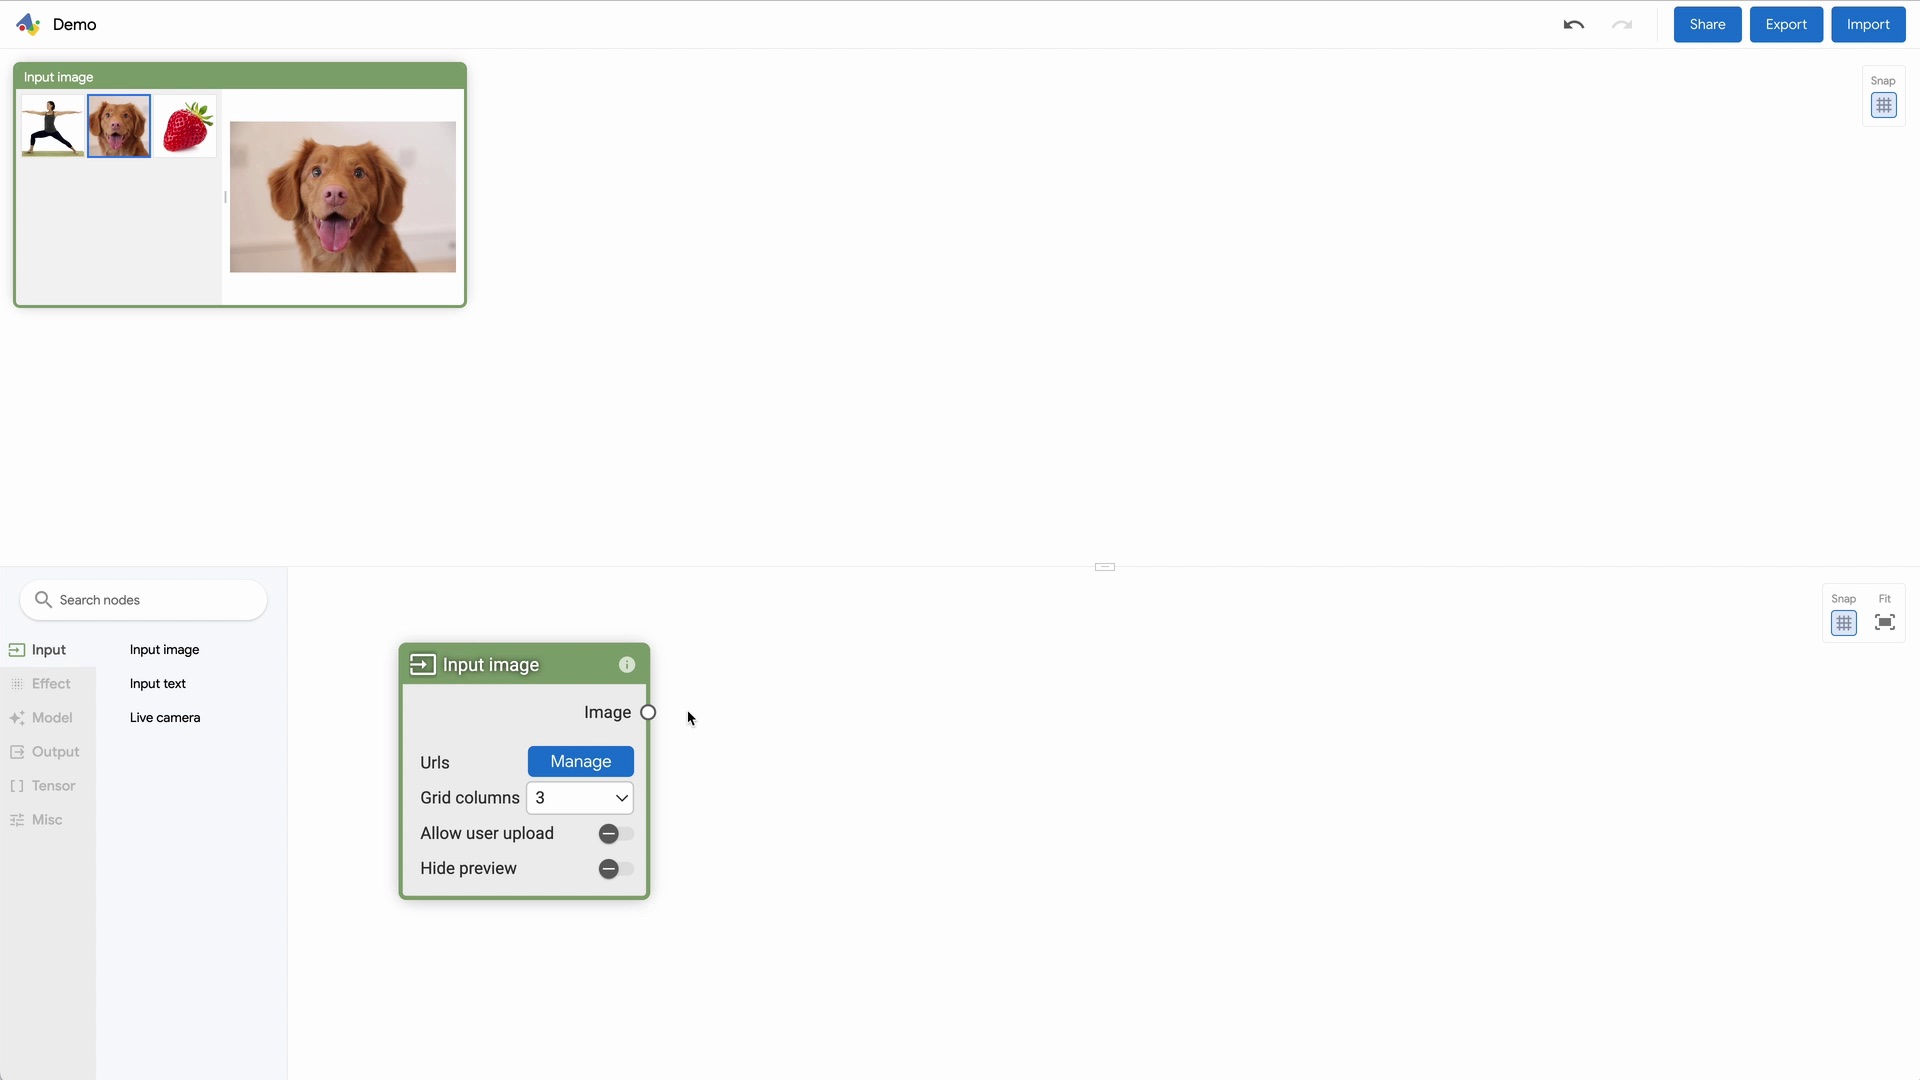 Demo
Share
Export
Import
Input image
Snap
Search nodes
Input
Effect
Model
Output
Tensor
Misc
Input image
Input text
Live camera
Input image
Image
Urls
Manage
Grid columns
3
Allow user upload
Hide preview
Snap
Fit